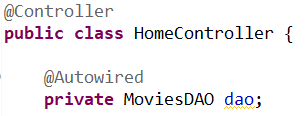 @Controller
public class HomeController {
@Autowired
private MoviesDAO dao;